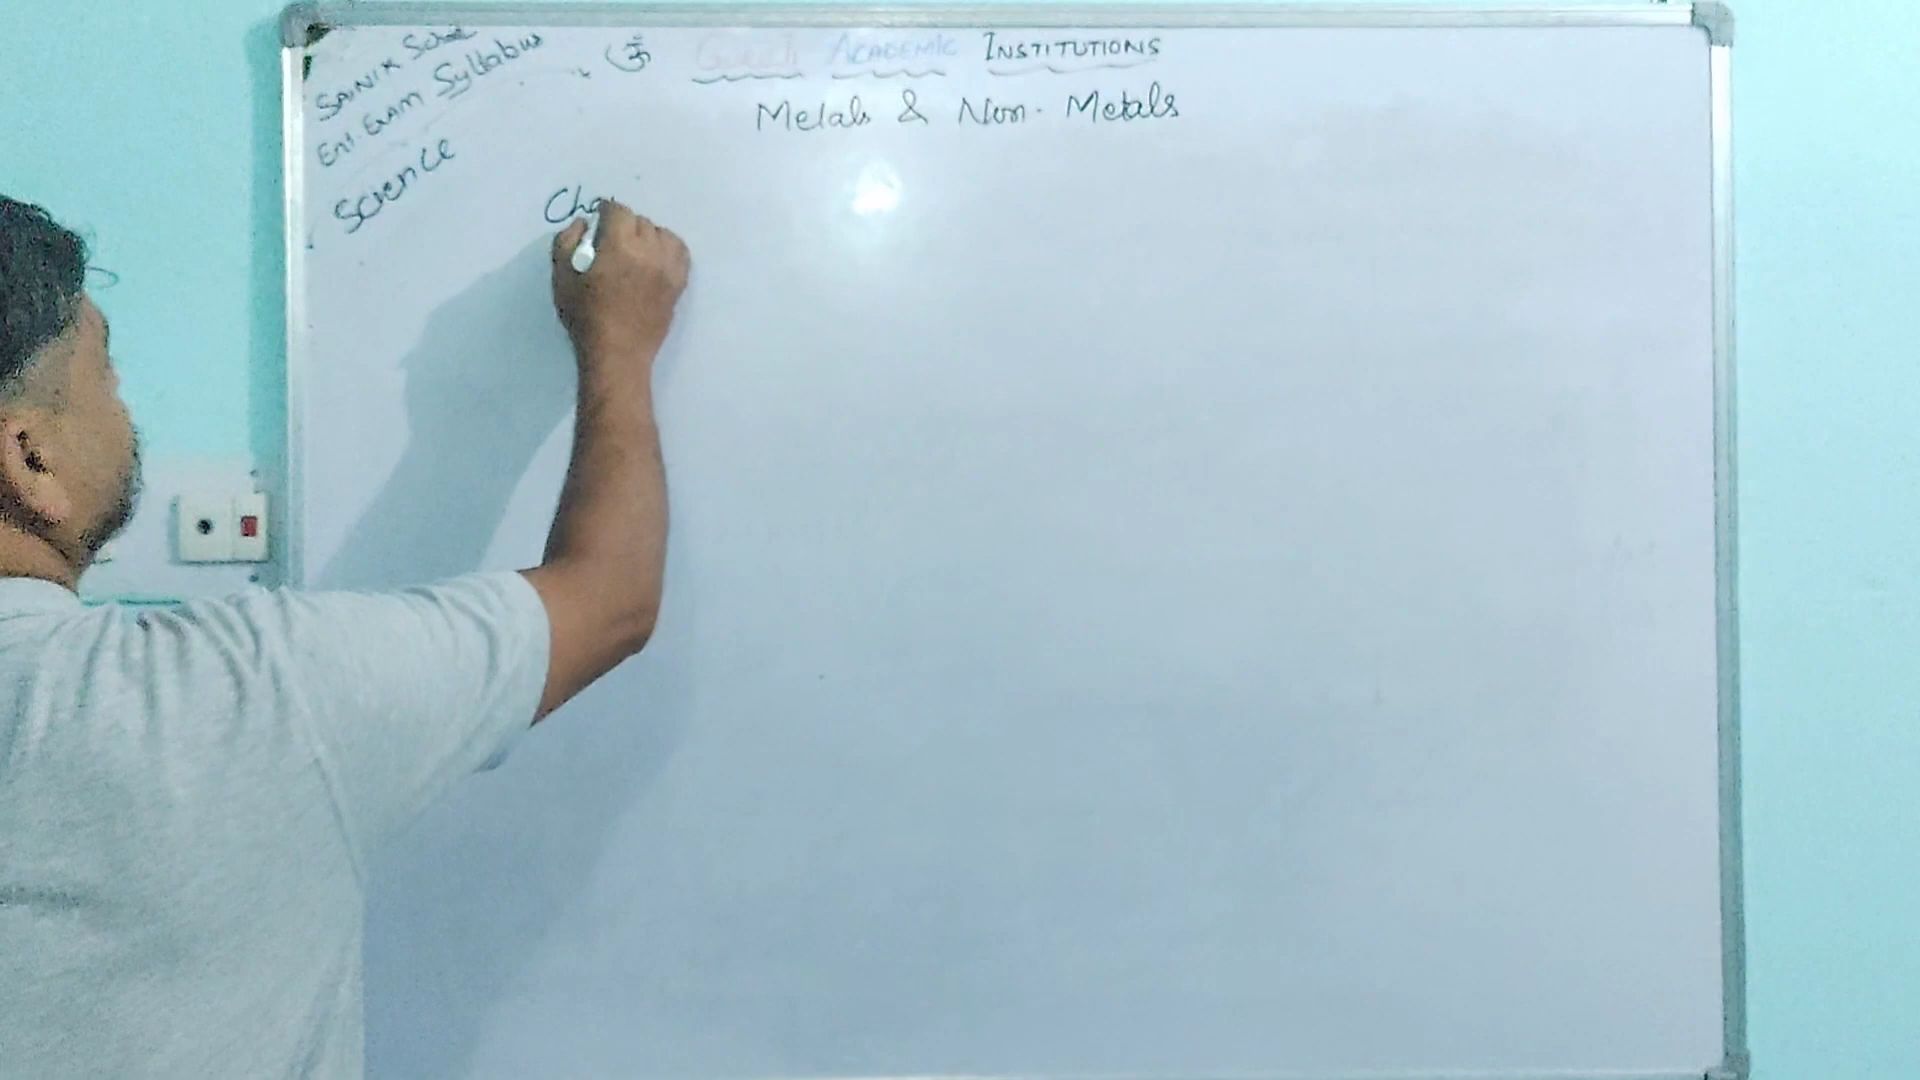 SAINIK School
Ent. EXAM Syllabus
Science
ॐ ACADEMIC INSTITUTIONS
Metals & Non-Metals
Cha